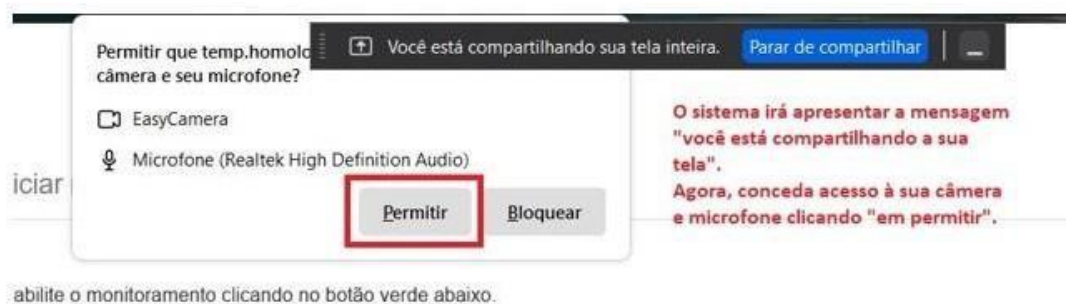 Permitir que temp.homolo
câmera e seu microfone?
Você está compartilhando sua tela inteira. Parar de compartilhar
EasyCamera
Microfone (Realtek High Definition Audio)
Permitir Bloquear
O sistema irá apresentar a mensagem
"você está compartilhando a sua
tela".
Agora, conceda acesso à sua câmera
e microfone clicando "em permitir".
iciar
abilite o monitoramento clicando no botão verde abaixo.